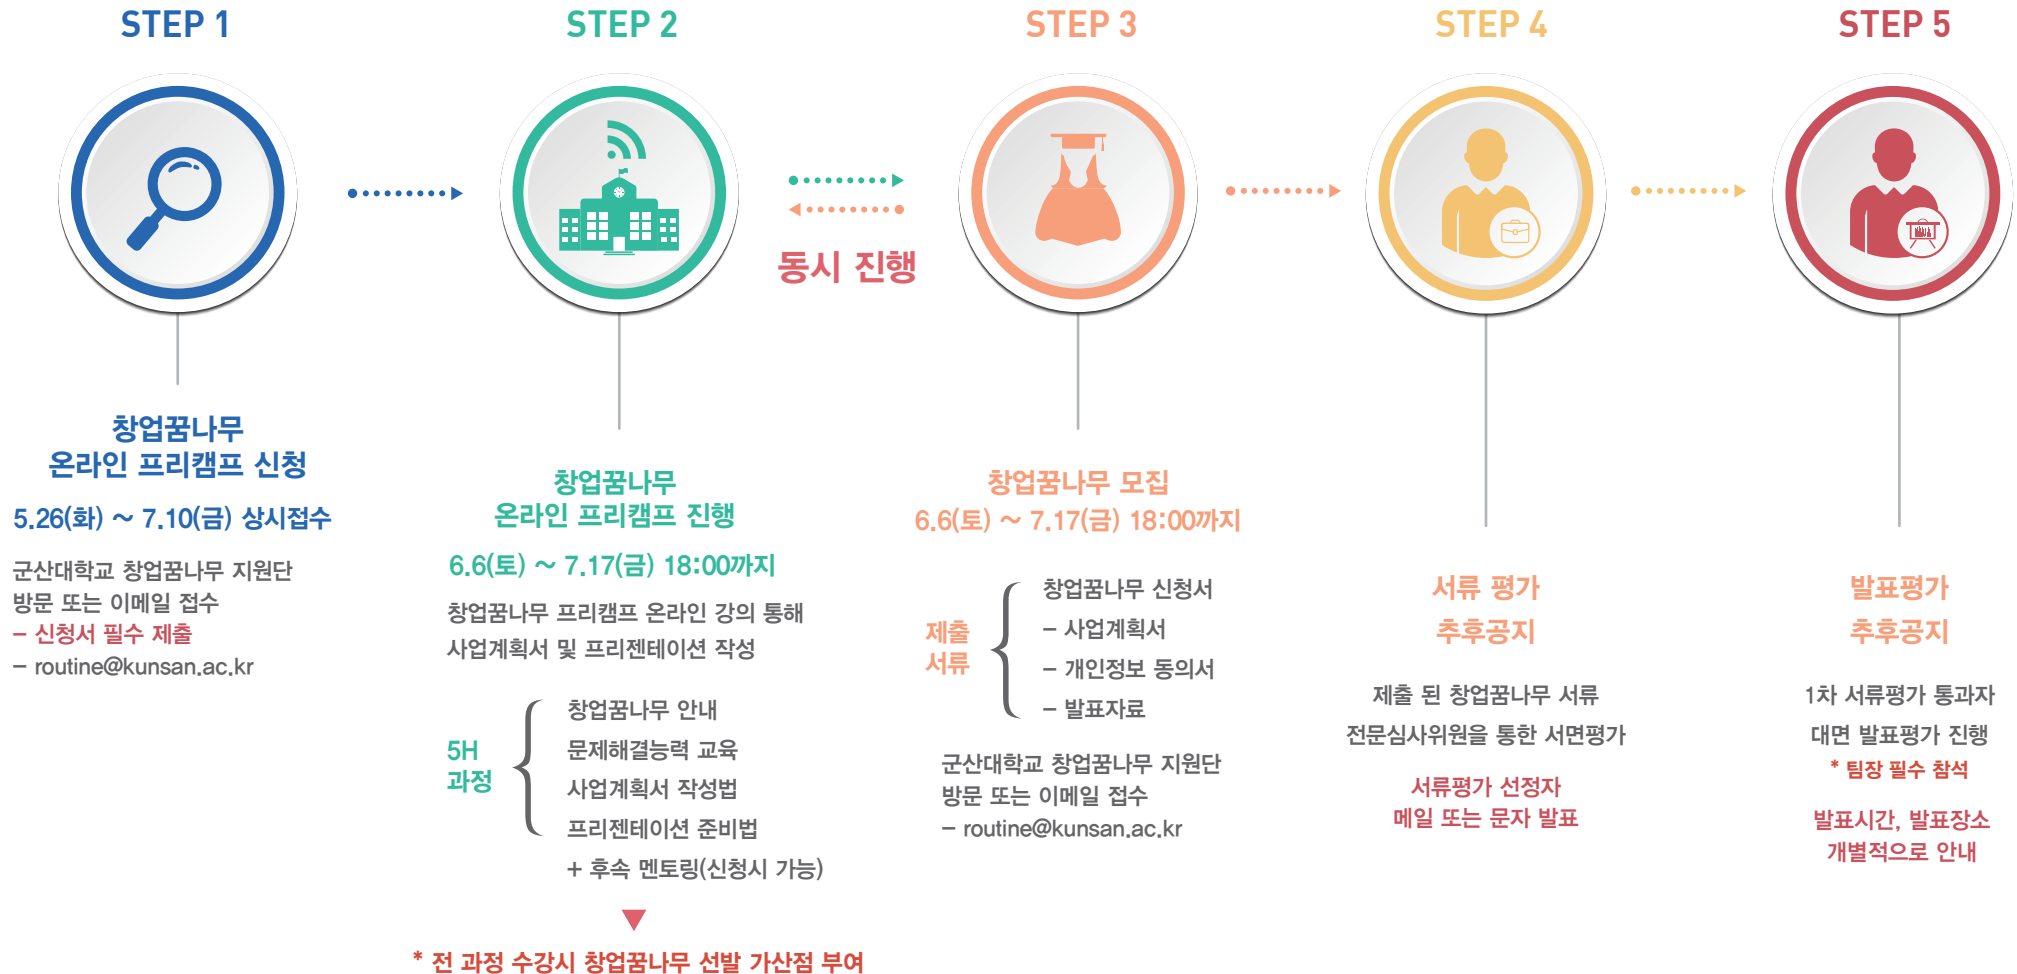 STEP 1
창업꿈나무
온라인 프리캠프 신청
5.26(화) ~ 7.10(금) 상시접수
군산대학교 창업꿈나무 지원단
방문 또는 이메일 접수
- 신청서 필수 제출
- routine@kunsan.ac.kr
STEP 2
창업꿈나무
온라인 프리캠프 진행
6.6(토) ~ 7.17(금) 18:00까지
창업꿈나무 프리캠프 온라인 강의 통해
사업계획서 및 프리젠테이션 작성
5H
과정
창업꿈나무 안내
문제해결능력 교육
사업계획서 작성법
프리젠테이션 준비법
+ 후속 멘토링(신청시 가능)
* 전 과정 수강시 창업꿈나무 선발 가산점 부여
동시 진행
STEP 3
창업꿈나무 모집
6.6(토) ~ 7.17(금) 18:00까지
제출
서류
창업꿈나무 신청서
- 사업계획서
- 개인정보 동의서
- 발표자료
군산대학교 창업꿈나무 지원단
방문 또는 이메일 접수
- routine@kunsan.ac.kr
STEP 4
서류 평가
추후공지
제출 된 창업꿈나무 서류
전문심사위원을 통한 서면평가
서류평가 선정자
메일 또는 문자 발표
STEP 5
발표평가
추후공지
1차 서류평가 통과자
대면 발표평가 진행
* 팀장 필수 참석
발표시간, 발표장소
개별적으로 안내